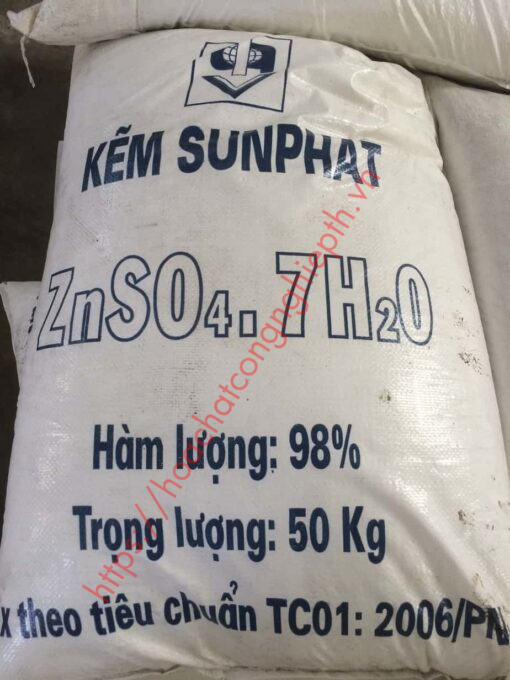 KẼM SUNPHAT
ZnSO4.7H2O
Hàm lượng: 98%
Trọng lượng: 50 Kg
x theo tiêu chuẩn TC01: 2006/PN
https://hoachatcongnghiepth.vn